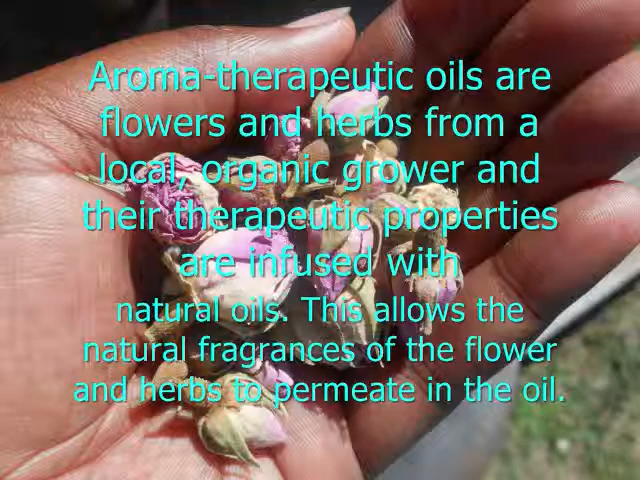 Aroma-therapeutic oils are
flowers and herbs from a
local, organic grower and
their therapeutic properties
are infused with
natural oils. This allows the
natural fragrances of the flower
and herbs to permeate in the oil.